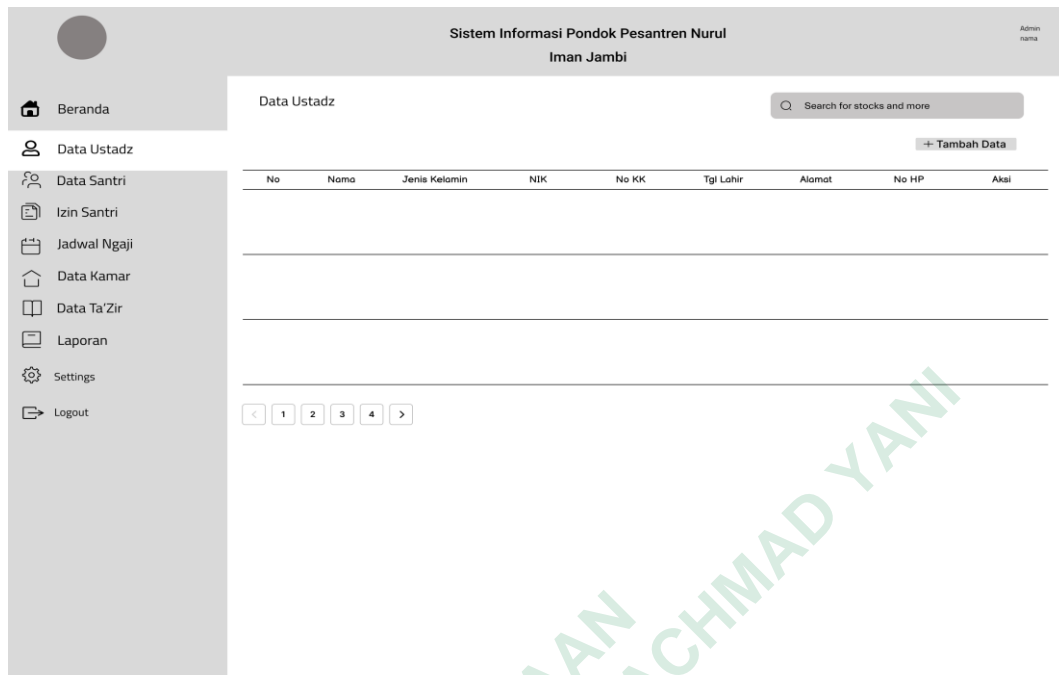 Sistem Informasi Pondok Pesantren Nurul
Iman Jambi
Admin
nama
Beranda
Data Ustadz
Data Santri
Izin Santri
Jadwal Ngaji
Data Kamar
Data Ta'Zir
Laporan
Settings
Logout
Data Ustadz
Search for stocks and more
+ Tambah Data
No Nama Jenis Kelamin NIK No KK Tgl Lahir Alamat No HP Aksi
< 1 2 3 4 >
ACHMAD YANI